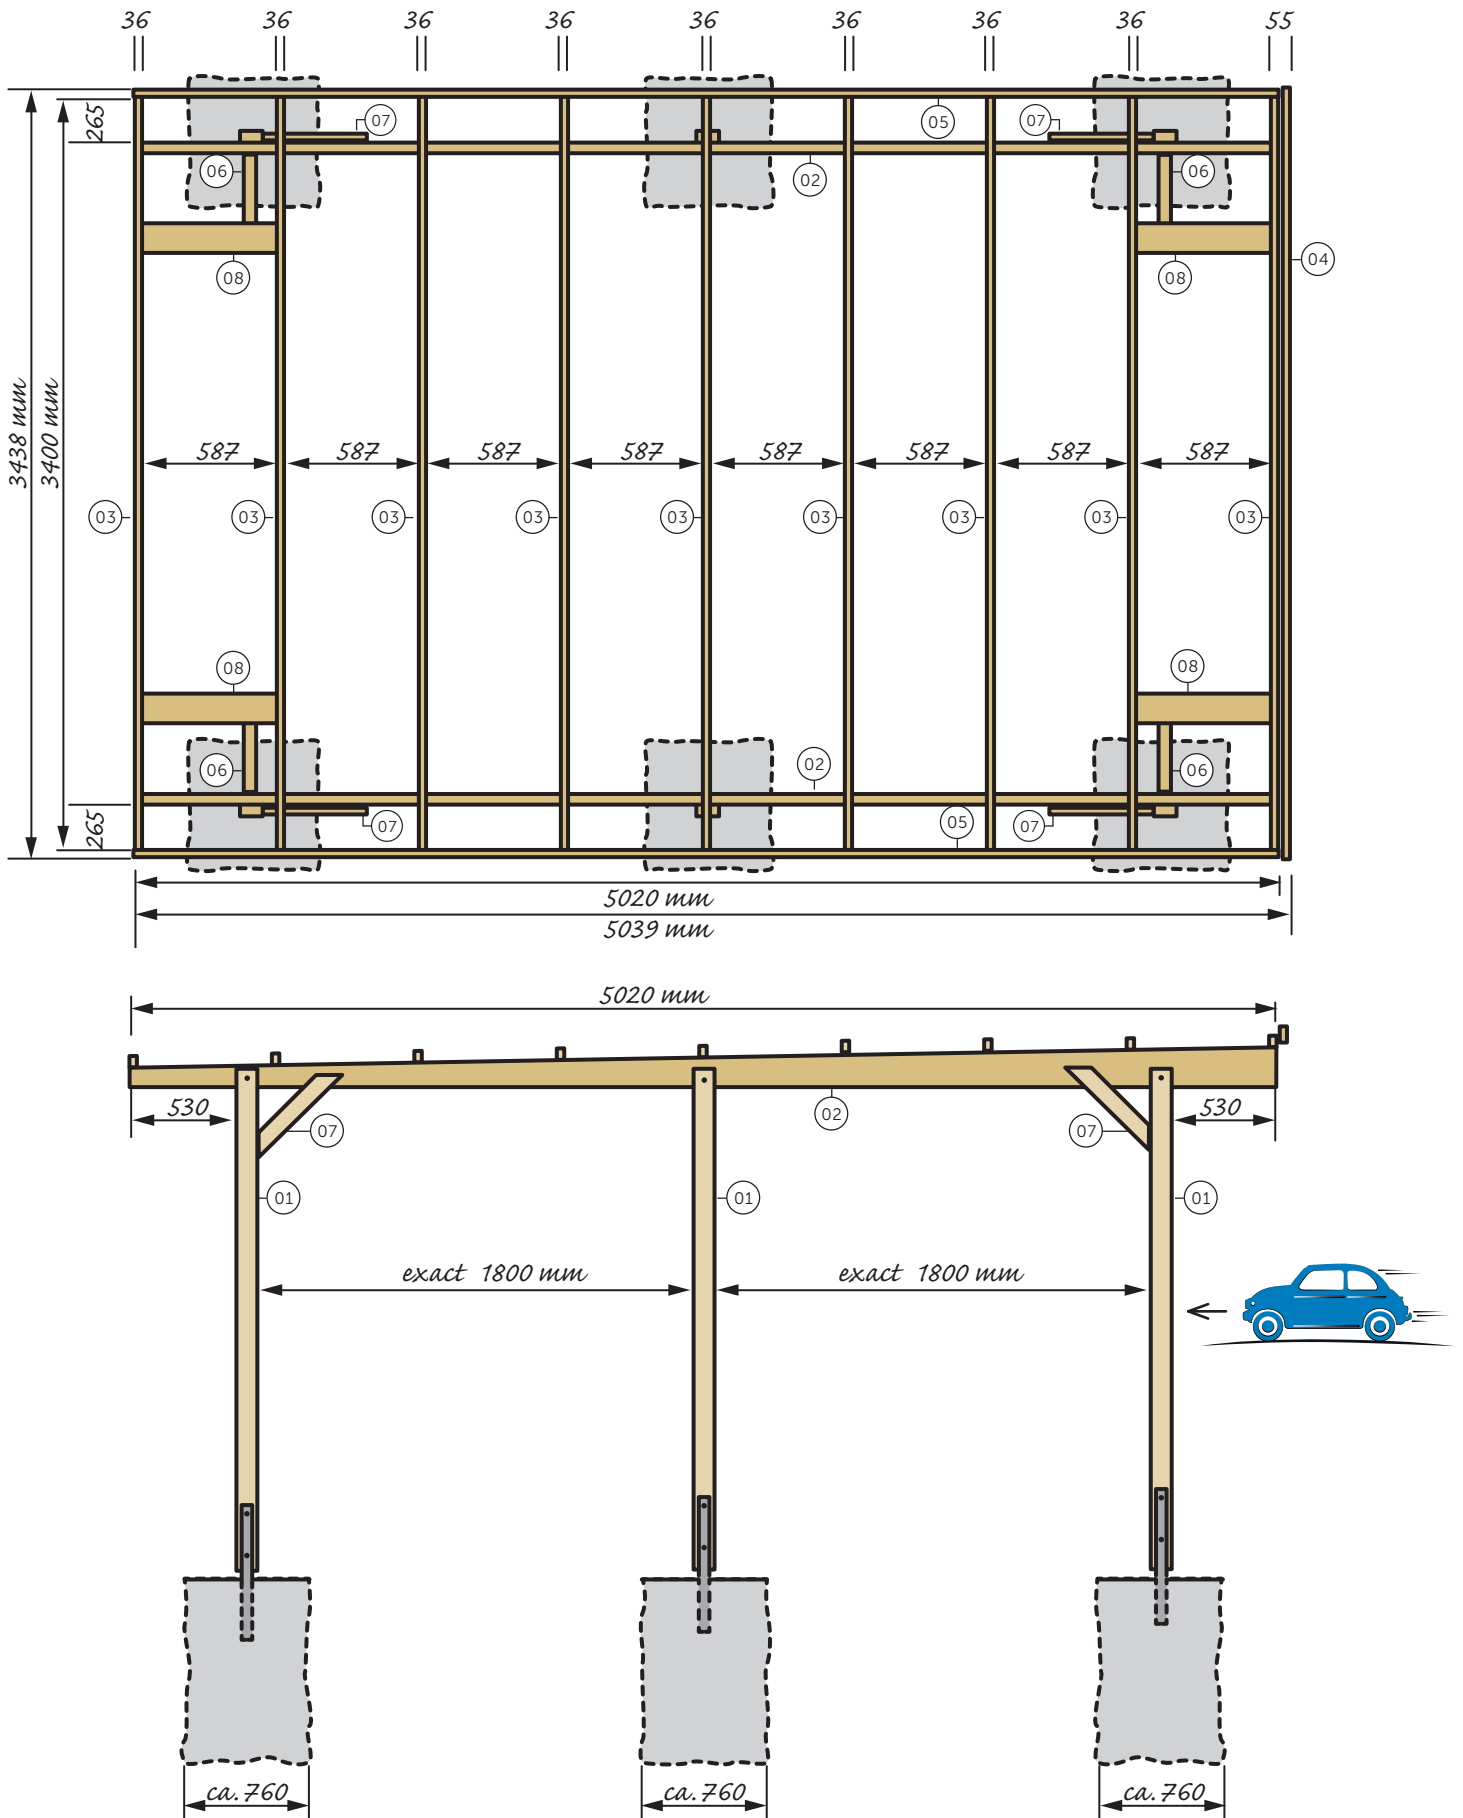 36 36 36 36 36 36 36 36 55
265
07 05 07
06 02 06
08 08 04
3438 mm
3400 mm
587 587 587 587 587 587 587 587
03 03 03 03 03 03 03 03 03
08 08
06 02 06
265
07 05 07
5020 mm
5039 mm
5020 mm
530 07 02 07 530
01 01 01
exact 1800 mm exact 1800 mm
ca. 760 ca. 760 ca. 760